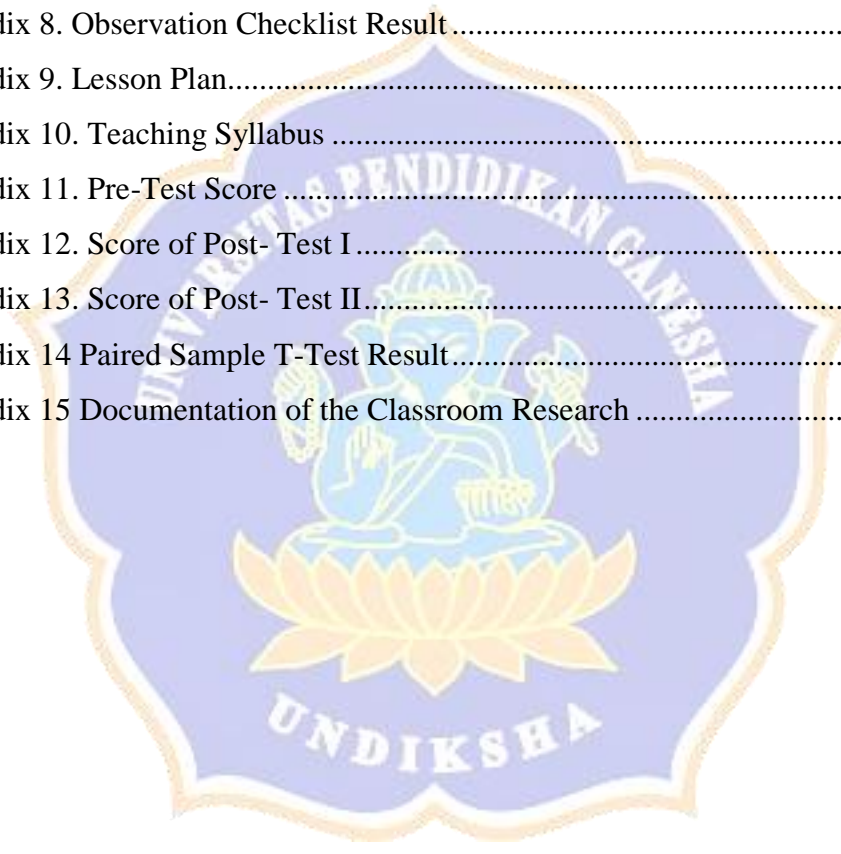 dix 8. Observation Checklist Result................................................................
dix 9. Lesson Plan................................................................
dix 10. Teaching Syllabus ................................................................
dix 11. Pre-Test Score ................................................................
dix 12. Score of Post- Test I ................................................................
dix 13. Score of Post- Test II................................................................
dix 14 Paired Sample T-Test Result................................................................
dix 15 Documentation of the Classroom Research ..............................
UNIVERSITAS PENDIDIKAN GANESHA
UNDIKSHA